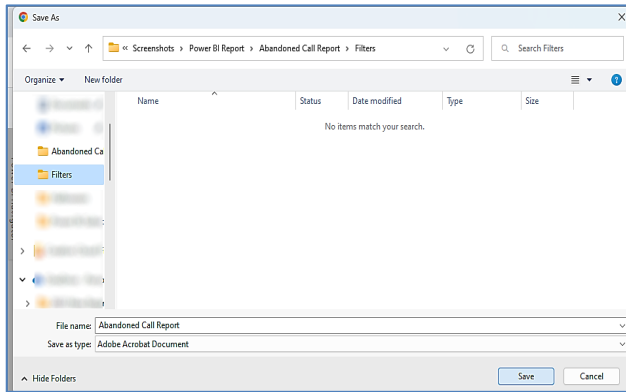 Save As
« Screenshots > Power BI Report > Abandoned Call Report > Filters
Search Filters
Organize New folder
Name Status Date modified Type Size
No items match your search.
Abandoned Ca
Filters
File name: Abandoned Call Report
Save as type: Adobe Acrobat Document
Hide Folders Save Cancel